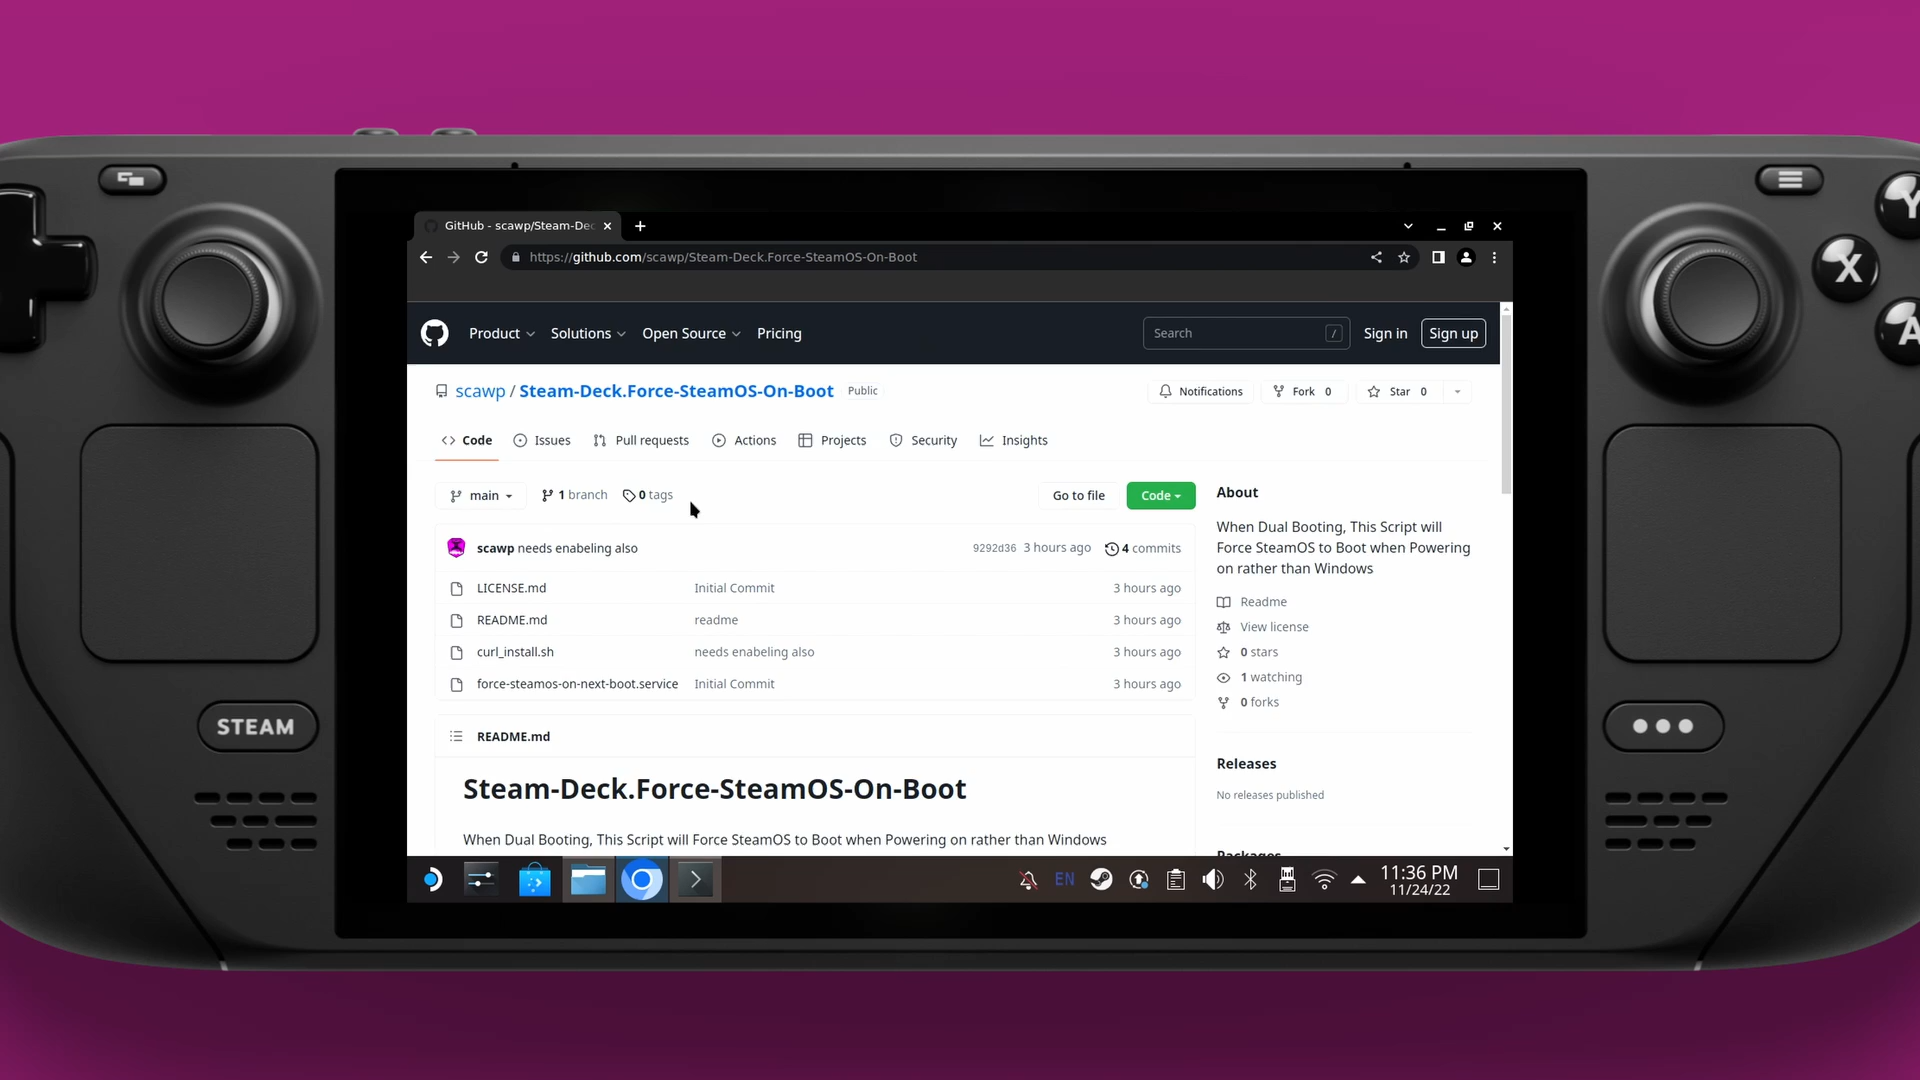 GitHub - scawp/Steam-Dec
https://github.com/scawp/Steam-Deck.Force-SteamOS-On-Boot
Product Solutions Open Source Pricing Search / Sign in Sign up
scawp / Steam-Deck.Force-SteamOS-On-Boot Public Notifications Fork 0 Star 0
Code Issues Pull requests Actions Projects Security Insights
main 1 branch 0 tags Go to file Code
scawp needs enabeling also 9292d36 3 hours ago 4 commits
LICENSE.md Initial Commit 3 hours ago
README.md readme 3 hours ago
curl_install.sh needs enabeling also 3 hours ago
force-steamos-on-next-boot.service Initial Commit 3 hours ago
README.md
Steam-Deck.Force-SteamOS-On-Boot
When Dual Booting, This Script will Force SteamOS to Boot when Powering on rather than Windows
About
When Dual Booting, This Script will
Force SteamOS to Boot when Powering
on rather than Windows
Readme
View license
0 stars
1 watching
0 forks
Releases
No releases published
Packages
EN
11:36 PM
11/24/22
STEAM
Y
X
A